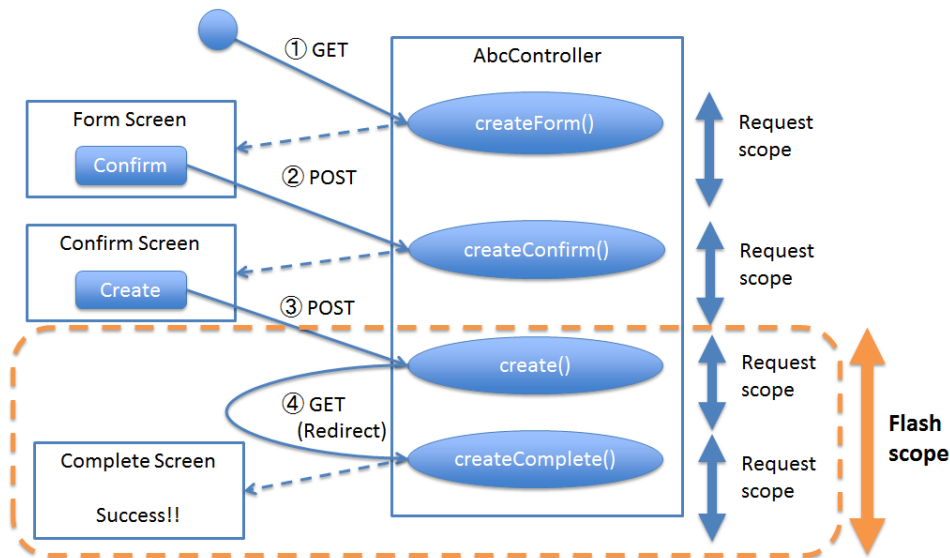 ① GET
AbcController
createForm()
Request
scope
Form Screen
Confirm
② POST
createConfirm()
Request
scope
Confirm Screen
Create
③ POST
create()
Request
scope
④ GET
(Redirect)
Flash
scope
createComplete()
Request
scope
Complete Screen
Success!!